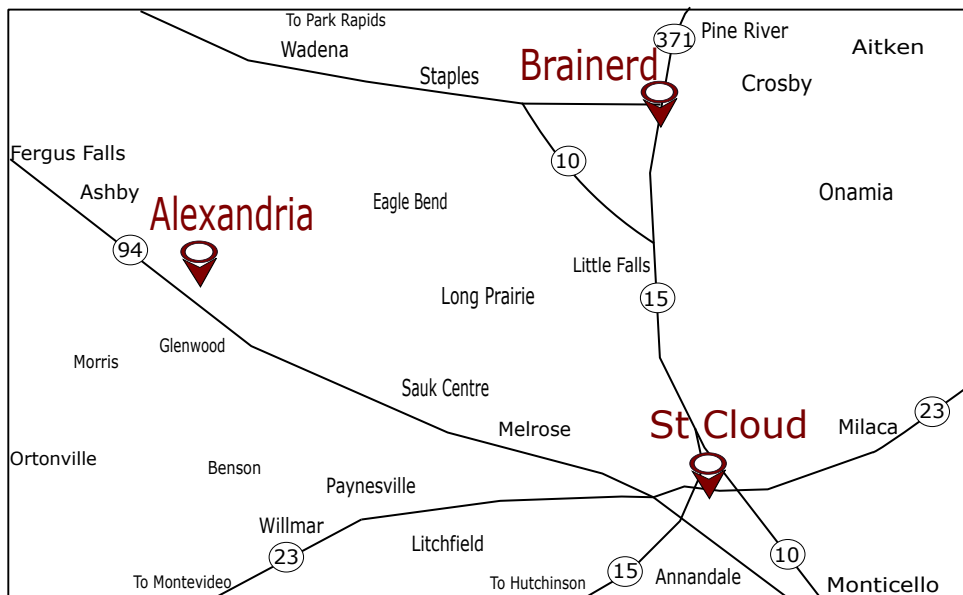 To Park Rapids
Pine River
371
Wadena
Aitken
Brainerd
Staples
Crosby
10
Fergus Falls
Ashby
Eagle Bend
Onamia
Alexandria
94
Little Falls
Long Prairie
15
Glenwood
Morris
Sauk Centre
23
St Cloud
Melrose
Milaca
Ortonville
Benson
Paynesville
Willmar
Litchfield
23
10
15
Annandale
To Montevideo
To Hutchinson
Monticello